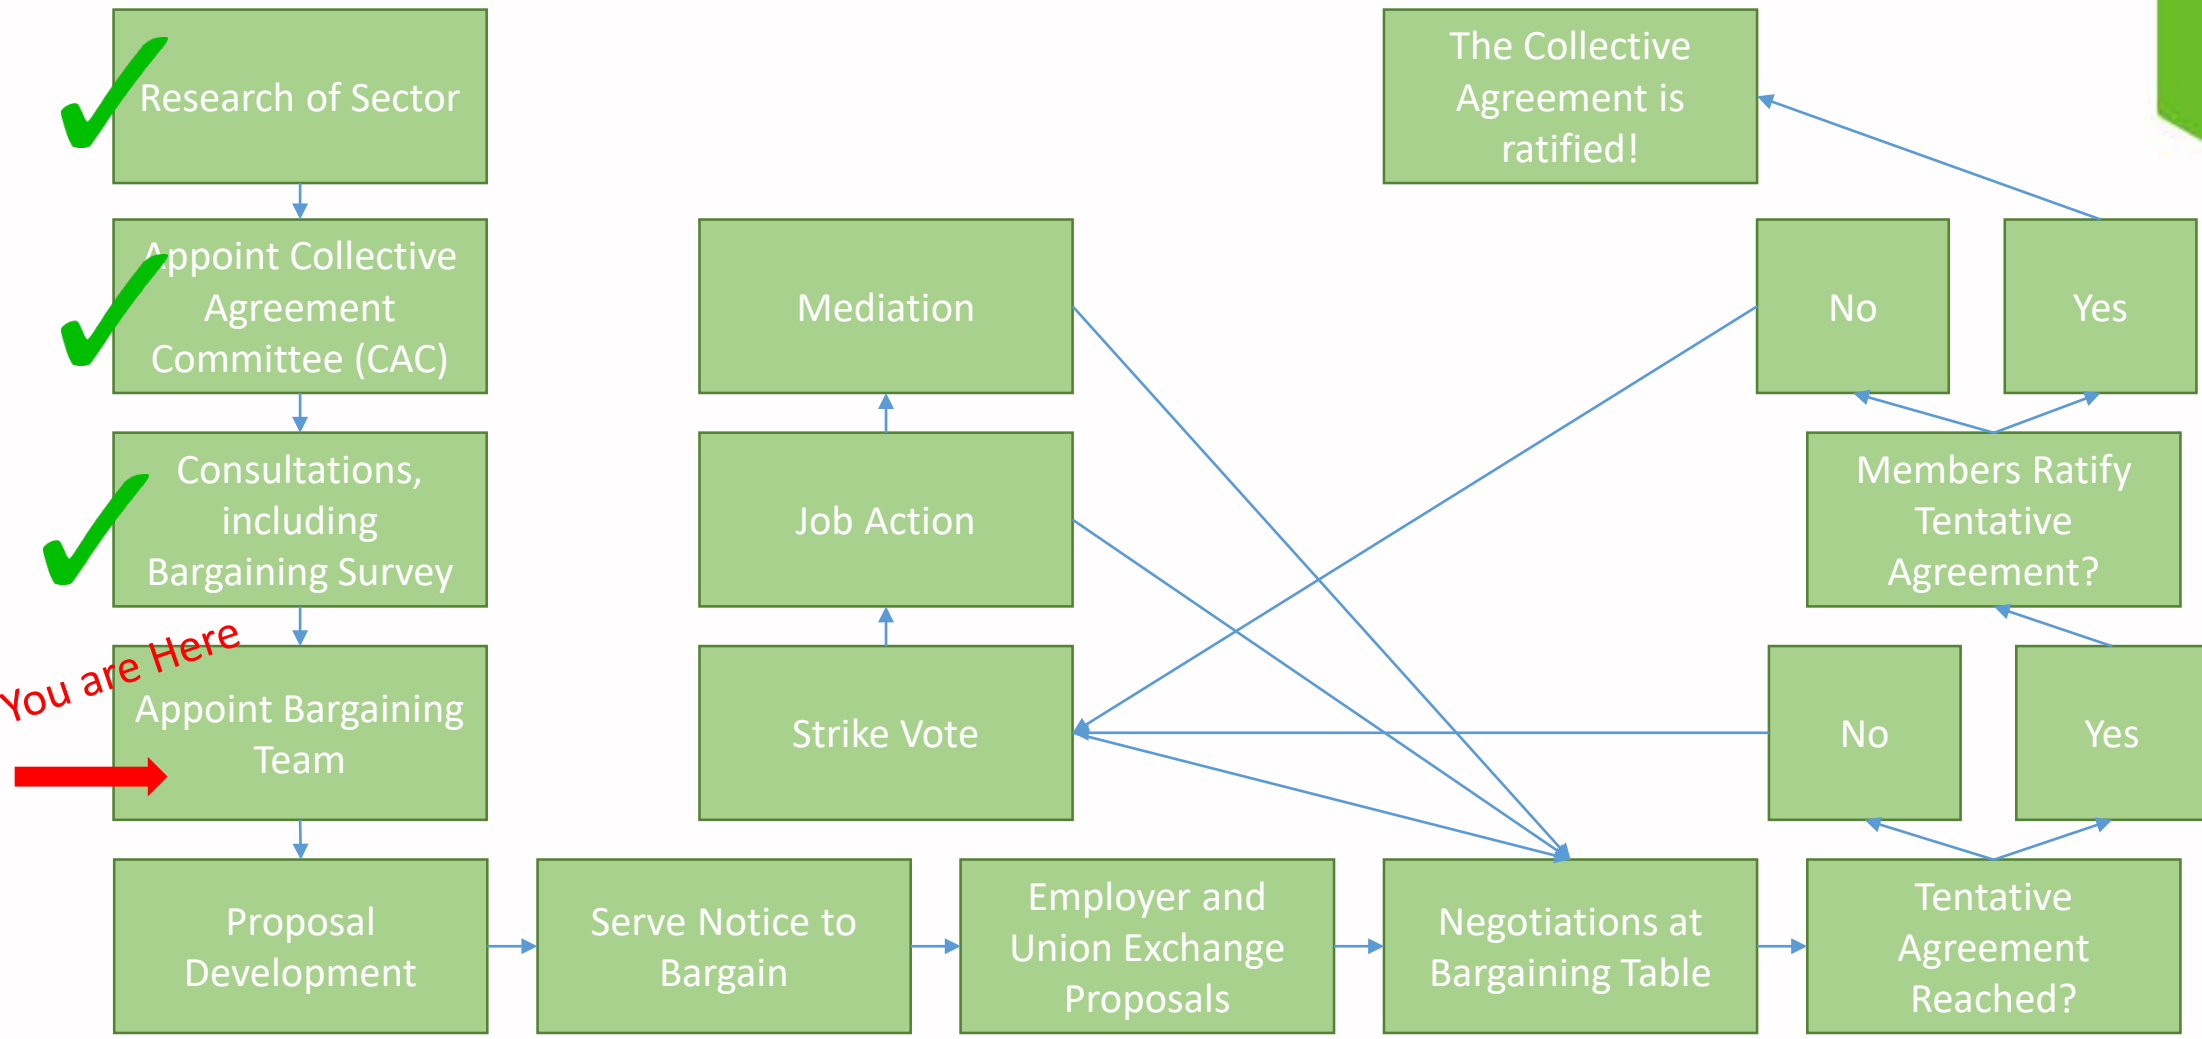 Research of Sector
Appoint Collective
Agreement
Committee (CAC)
Consultations,
including
Bargaining Survey
You are Here
Appoint Bargaining
Team
Proposal
Development
Serve Notice to
Bargain
Employer and
Union Exchange
Proposals
Negotiations at
Bargaining Table
Tentative
Agreement
Reached?
No
Yes
Members Ratify
Tentative
Agreement?
No
Yes
The Collective
Agreement is
ratified!
Strike Vote
Job Action
Mediation